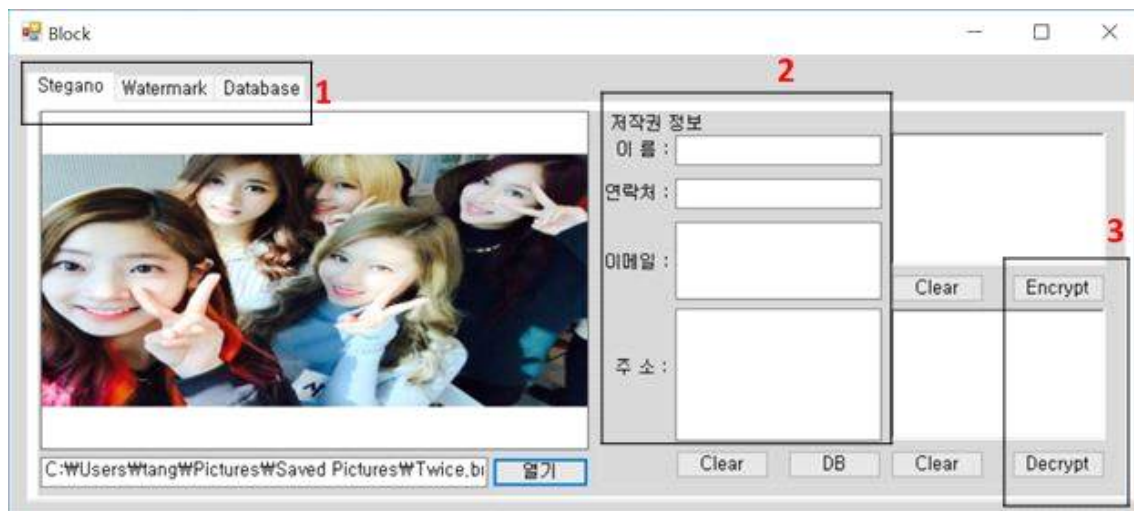 Block
Stegano Watermark Database
1
2
저작권 정보
이 름 :
연락처 :
이메일 :
주 소 :
3
Clear Encrypt
C:₩Users₩tang₩Pictures₩Saved Pictures₩Twice.b
열기
Clear DB Clear Decrypt